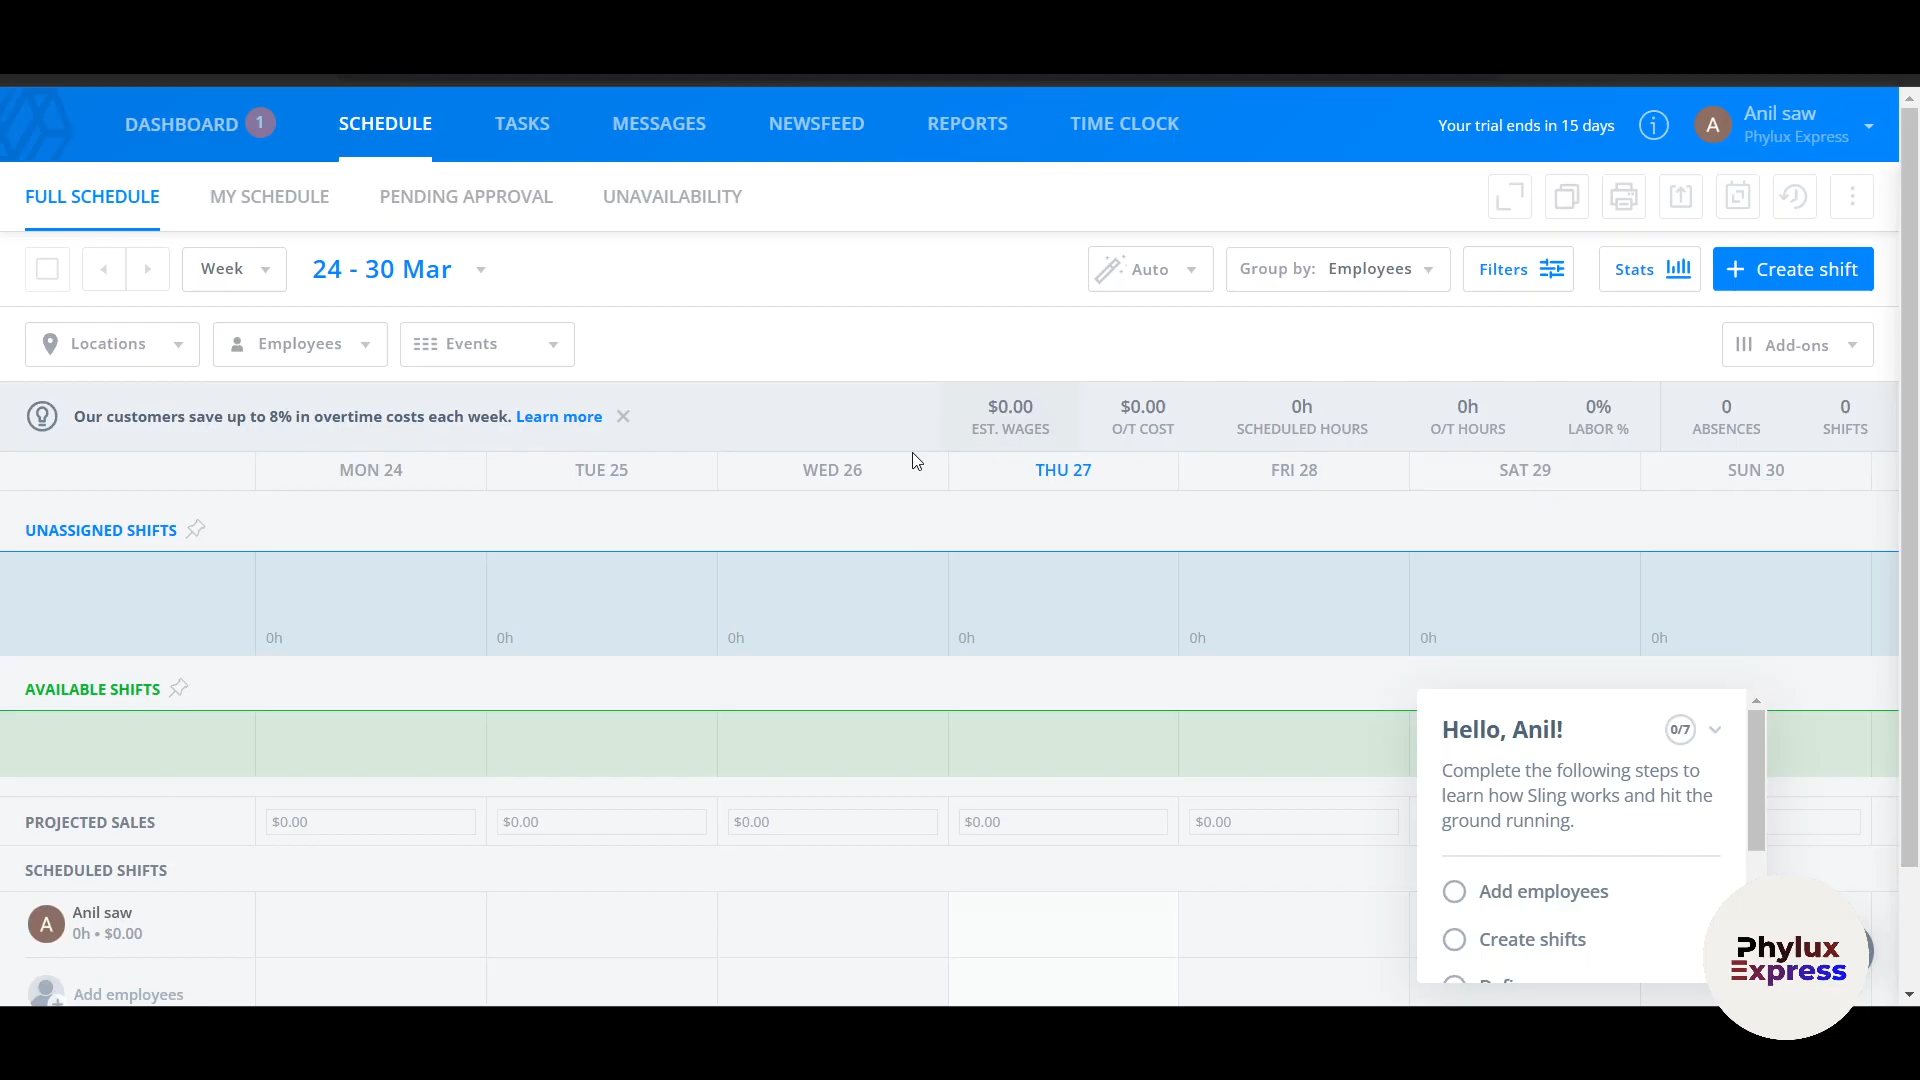 DASHBOARD 1 SCHEDULE TASKS MESSAGES NEWSFEED REPORTS TIME CLOCK Your trial ends in 15 days i A Anil saw
Phylux Express
FULL SCHEDULE MY SCHEDULE PENDING APPROVAL UNAVAILABILITY
Week 24 - 30 Mar Auto Group by: Employees Filters Stats + Create shift
Locations Employees Events Add-ons
Our customers save up to 8% in overtime costs each week. Learn more
$0.00 $0.00 0h 0h 0% 0 0
EST. WAGES O/T COST SCHEDULED HOURS O/T HOURS LABOR % ABSENCES SHIFTS
MON 24 TUE 25 WED 26 THU 27 FRI 28 SAT 29 SUN 30
UNASSIGNED SHIFTS
0h 0h 0h 0h 0h 0h 0h
AVAILABLE SHIFTS
PROJECTED SALES $0.00 $0.00 $0.00 $0.00 $0.00
SCHEDULED SHIFTS
A Anil saw
0h • $0.00
Add employees
Hello, Anil! 0/7
Complete the following steps to
learn how Sling works and hit the
ground running.
Add employees
Create shifts
Phylux
Express